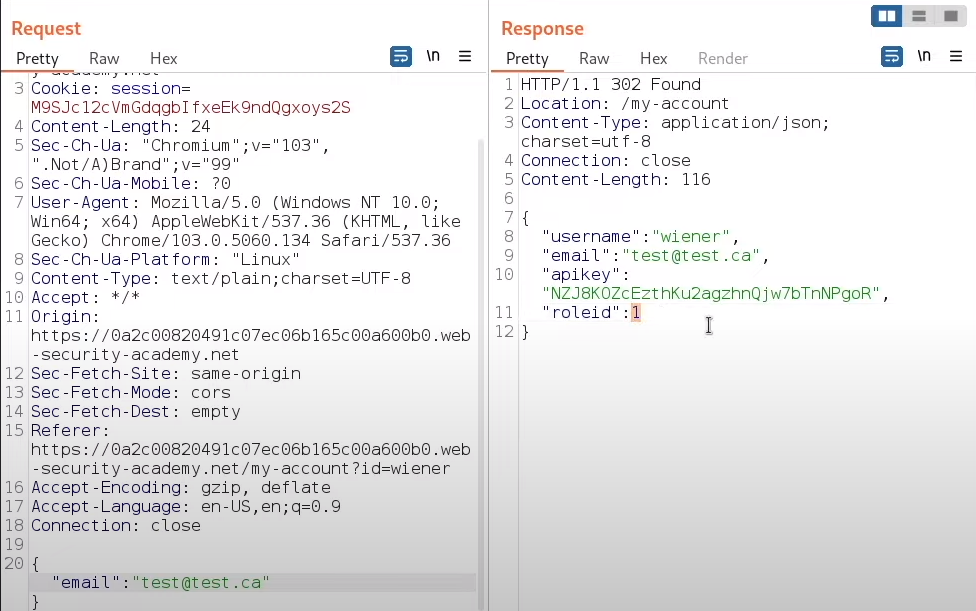 Request
Pretty Raw Hex \n
3 Cookie: session=
M9SJc12cVmGdqgbIfxeEk9ndQgxoys2S
4 Content-Length: 24
5 Sec-Ch-Ua: "Chromium";v="103",
".Not/A)Brand";v="99"
6 Sec-Ch-Ua-Mobile: ?0
7 User-Agent: Mozilla/5.0 (Windows NT 10.0;
Win64; x64) AppleWebKit/537.36 (KHTML, like
Gecko) Chrome/103.0.5060.134 Safari/537.36
8 Sec-Ch-Ua-Platform: "Linux"
9 Content-Type: text/plain;charset=UTF-8
10 Accept: */*
11 Origin:
https://0a2c00820491c07ec06b165c00a600b0.web
-security-academy.net
12 Sec-Fetch-Site: same-origin
13 Sec-Fetch-Mode: cors
14 Sec-Fetch-Dest: empty
15 Referer:
https://0a2c00820491c07ec06b165c00a600b0.web
-security-academy.net/my-account?id=wiener
16 Accept-Encoding: gzip, deflate
17 Accept-Language: en-US,en;q=0.9
18 Connection: close
19
20 {
"email":"test@test.ca"
}
Response
Pretty Raw Hex Render \n
1 HTTP/1.1 302 Found
2 Location: /my-account
3 Content-Type: application/json;
charset=utf-8
4 Connection: close
5 Content-Length: 116
6
7 {
8 "username":"wiener",
9 "email":"test@test.ca",
10 "apikey":
"NZJ8KOZcEzthKu2agzhnQjw7bTnNPgoR",
11 "roleid":1
12 }